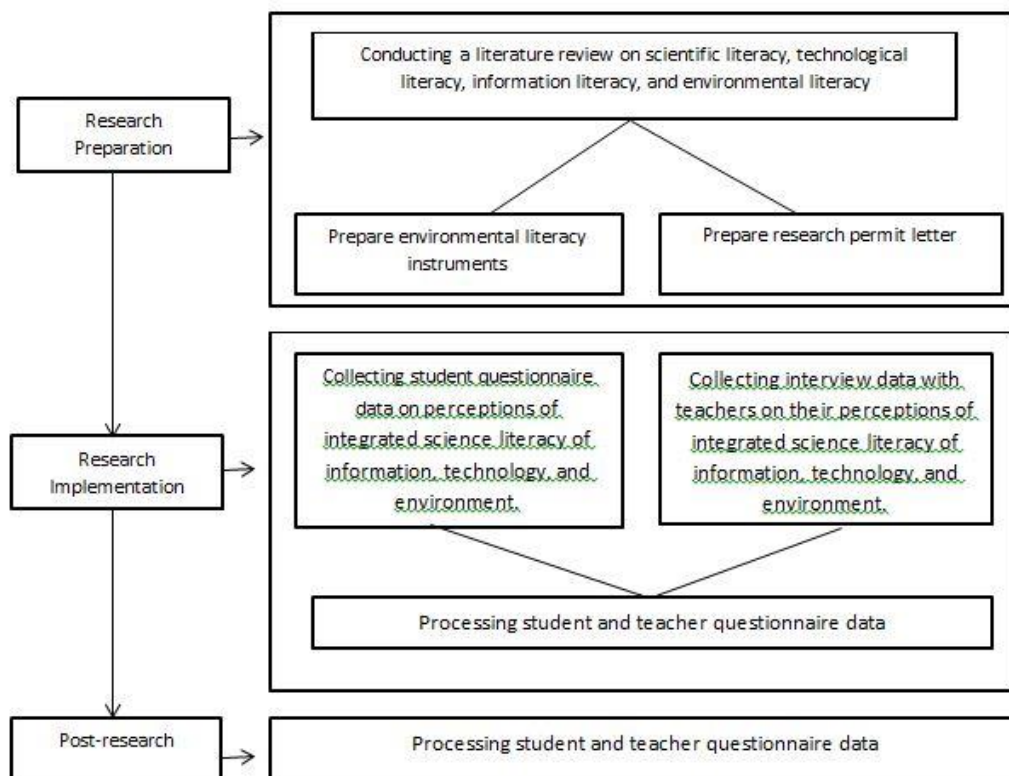 Conducting a literature review on scientific literacy, technological
literacy, information literacy, and environmental literacy
Research
Preparation
Prepare environmental literacy
instruments
Prepare research permit letter
Collecting student questionnaire
data on perceptions of
integrated science literacy of
information, technology, and
environment.
Collecting interview data with
teachers on their perceptions of
integrated science literacy of
information, technology, and
environment.
Research
Implementation
Processing student and teacher questionnaire data
Post-research
Processing student and teacher questionnaire data